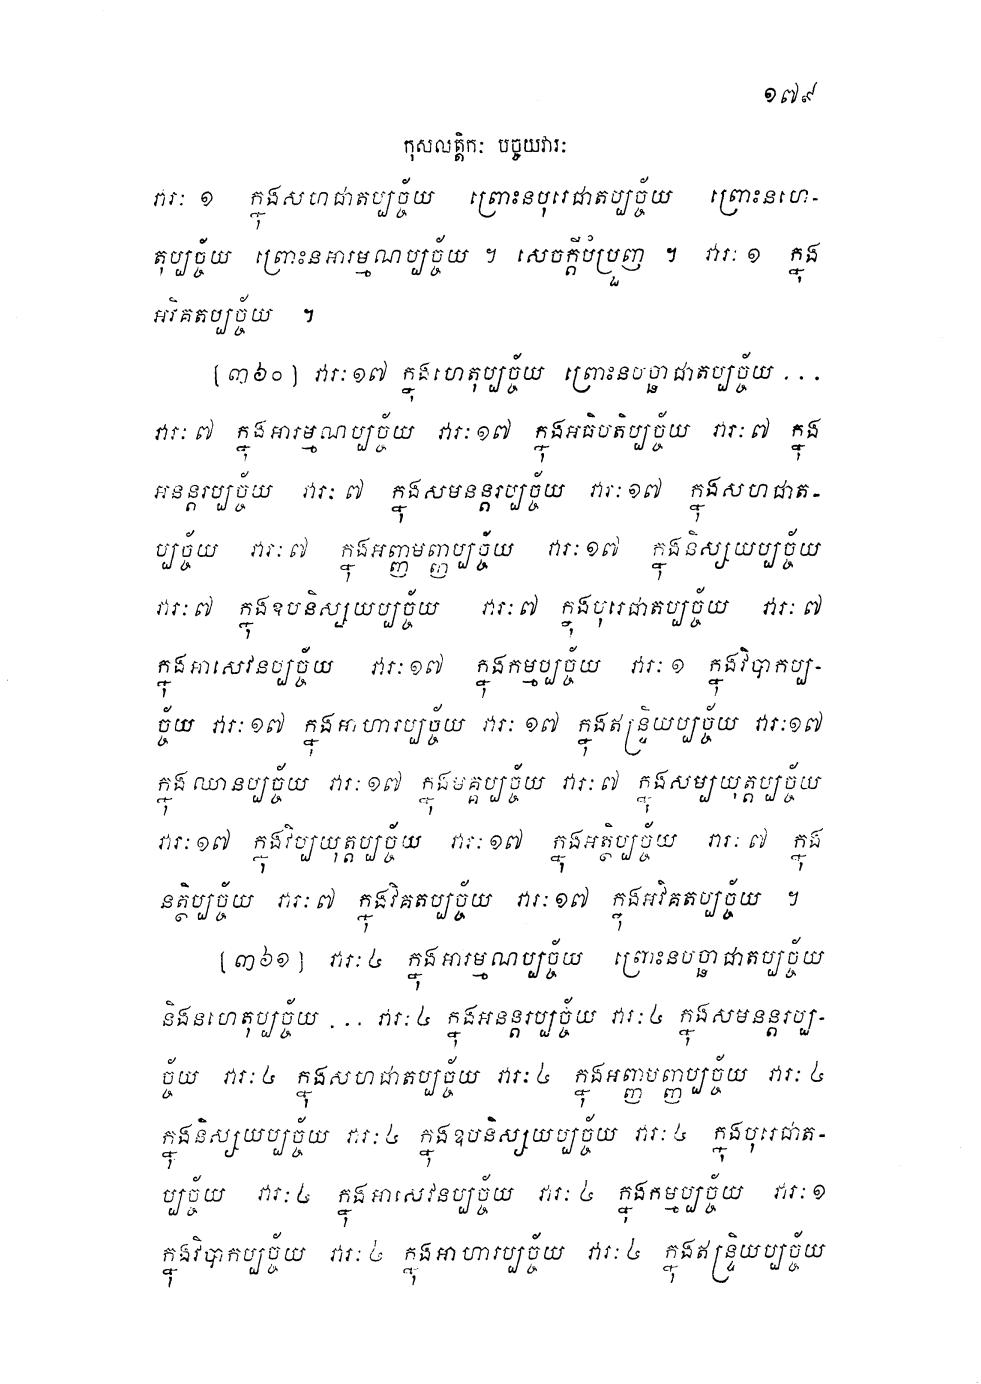 ១៧៩
កុសលត្តិកៈ បច្ចយវារៈ
វារៈ ១ ក្នុងសហជាតប្បច្ច័យ ព្រោះនបុរេជាតប្បច្ច័យ ព្រោះនហេ-
តុប្បច្ច័យ ព្រោះនអារម្មណប្បច្ច័យ ។ សេចក្តីបំប្រួញ ។ វារៈ ១ ក្នុង
អវិគតប្បច្ច័យ ។
[៣៦០] វារៈ១៧ ក្នុងហេតុប្បច្ច័យ ព្រោះនបច្ឆាជាតប្បច្ច័យ ...
វារៈ ៧ ក្នុងអារម្មណប្បច្ច័យ វារៈ១៧ ក្នុងអធិបតិប្បច្ច័យ វារៈ ៧ ក្នុង
អនន្តរប្បច្ច័យ វារៈ ៧ ក្នុងសមនន្តរប្បច្ច័យ វារៈ១៧ ក្នុងសហជាត-
ប្បច្ច័យ វារៈ ៧ ក្នុងអញ្ញមញ្ញប្បច្ច័យ វារៈ១៧ ក្នុងនិស្សយប្បច្ច័យ
វារៈ ៧ ក្នុងឧបនិស្សយប្បច្ច័យ វារៈ ៧ ក្នុងបុរេជាតប្បច្ច័យ វារៈ ៧
ក្នុងអាសេវនប្បច្ច័យ វារៈ១៧ ក្នុងកម្មប្បច្ច័យ វារៈ ១ ក្នុងវិបាកប្ប-
ច្ច័យ វារៈ១៧ ក្នុងអាហារប្បច្ច័យ វារៈ ១៧ ក្នុងឥន្ទ្រិយប្បច្ច័យ វារៈ១៧
ក្នុងឈានប្បច្ច័យ វារៈ១៧ ក្នុងមគ្គប្បច្ច័យ វារៈ ៧ ក្នុងសម្បយុត្តប្បច្ច័យ
វារៈ១៧ ក្នុងវិប្បយុត្តប្បច្ច័យ វារៈ១៧ ក្នុងអត្ថិប្បច្ច័យ វារៈ ៧ ក្នុង
នត្ថិប្បច្ច័យ វារៈ ៧ ក្នុងវិគតប្បច្ច័យ វារៈ១៧ ក្នុងអវិគតប្បច្ច័យ ។
[៣៦១] វារៈ ៤ ក្នុងអារម្មណប្បច្ច័យ ព្រោះនបច្ឆាជាតប្បច្ច័យ
និងនហេតុប្បច្ច័យ ... វារៈ ៤ ក្នុងអនន្តរប្បច្ច័យ វារៈ ៤ ក្នុងសមនន្តរប្ប-
ច្ច័យ វារៈ ៤ ក្នុងសហជាតប្បច្ច័យ វារៈ ៤ ក្នុងអញ្ញបញ្ញប្បច្ច័យ វារៈ ៤
ក្នុងនិស្សយប្បច្ច័យ វារៈ ៤ ក្នុងឧបនិស្សយប្បច្ច័យ វារៈ ៤ ក្នុងបុរេជាត-
ប្បច្ច័យ វារៈ ៤ ក្នុងអាសេវនប្បច្ច័យ វារៈ ៤ ក្នុងកម្មប្បច្ច័យ វារៈ ១
ក្នុងវិបាកប្បច្ច័យ វារៈ ៤ ក្នុងអាហារប្បច្ច័យ វារៈ ៤ ក្នុងឥន្ទ្រិយប្បច្ច័យ